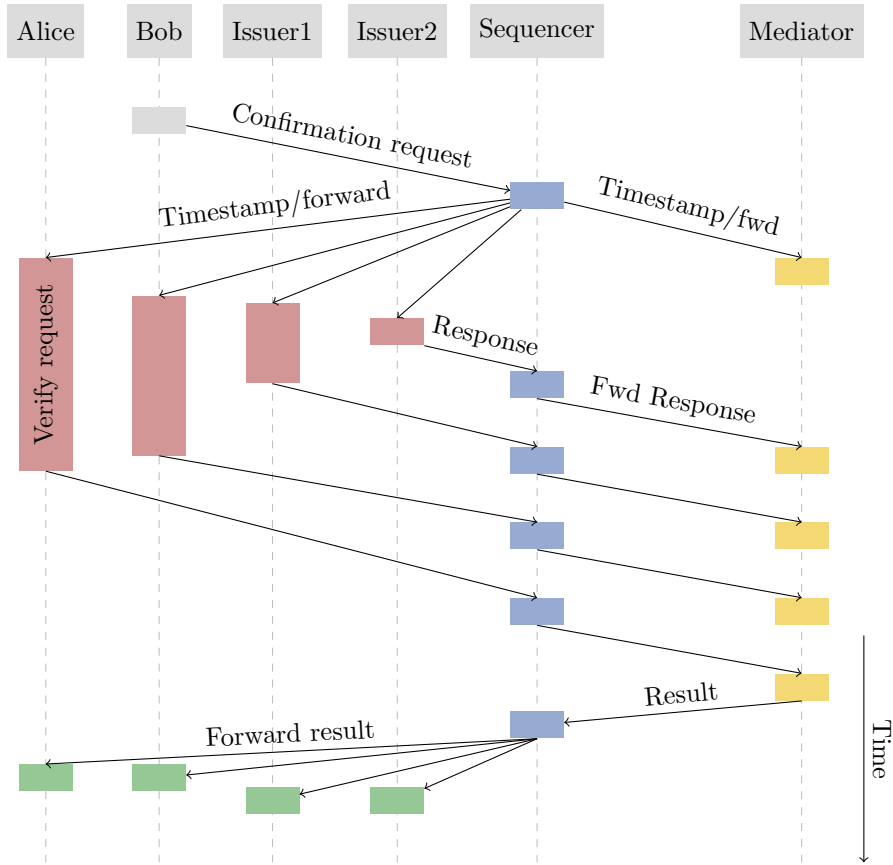 Alice
Bob
Issuer1
Issuer2
Sequencer
Mediator
Confirmation request
Timestamp/forward
Timestamp/fwd
Verify request
Response
Fwd Response
Result
Forward result
Time